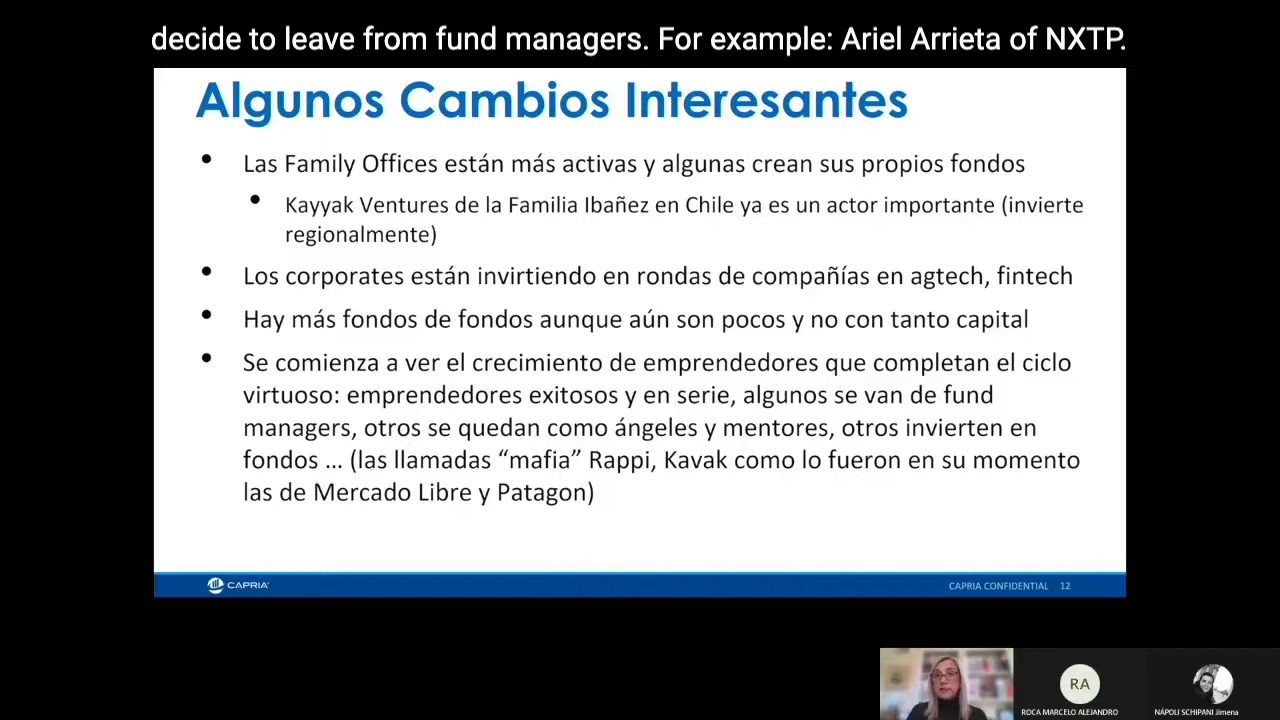 decide to leave from fund managers. For example: Ariel Arrieta of NXTP.
Algunos Cambios Interesantes
• Las Family Offices están más activas y algunas crean sus propios fondos
• Kayyak Ventures de la Familia Ibañez en Chile ya es un actor importante (invierte
regionalmente)
• Los corporates están invirtiendo en rondas de compañías en agtech, fintech
• Hay más fondos de fondos aunque aún son pocos y no con tanto capital
• Se comienza a ver el crecimiento de emprendedores que completan el ciclo
virtuoso: emprendedores exitosos y en serie, algunos se van de fund
managers, otros se quedan como ángeles y mentores, otros invierten en
fondos … (las llamadas “mafia” Rappi, Kavak como lo fueron en su momento
las de Mercado Libre y Patagon)
CAPRIA
CAPRIA CONFIDENTIAL 12
RA
ROCA MARCELO ALEJANDRO
NÁPOLI SCHIPANI Jimena